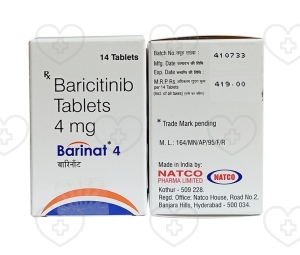 14 Tablets
Rx
Baricitinib
Tablets
4 mg
Barinat* 4
बारिनॅट
Batch No. 410733
Mfg. Date
Exp. Date
M.R.P. Rs. 419.00
per 14 Tablets
* Trade Mark pending
M. L.: 164/MN/AP/95/F/R
Made in India by:
NATCO
PHARMA LIMITED
NATCO
Kothur - 509 228.
Regd. Office: Natco House, Road No.2,
Banjara Hills, Hyderabad - 500 034.